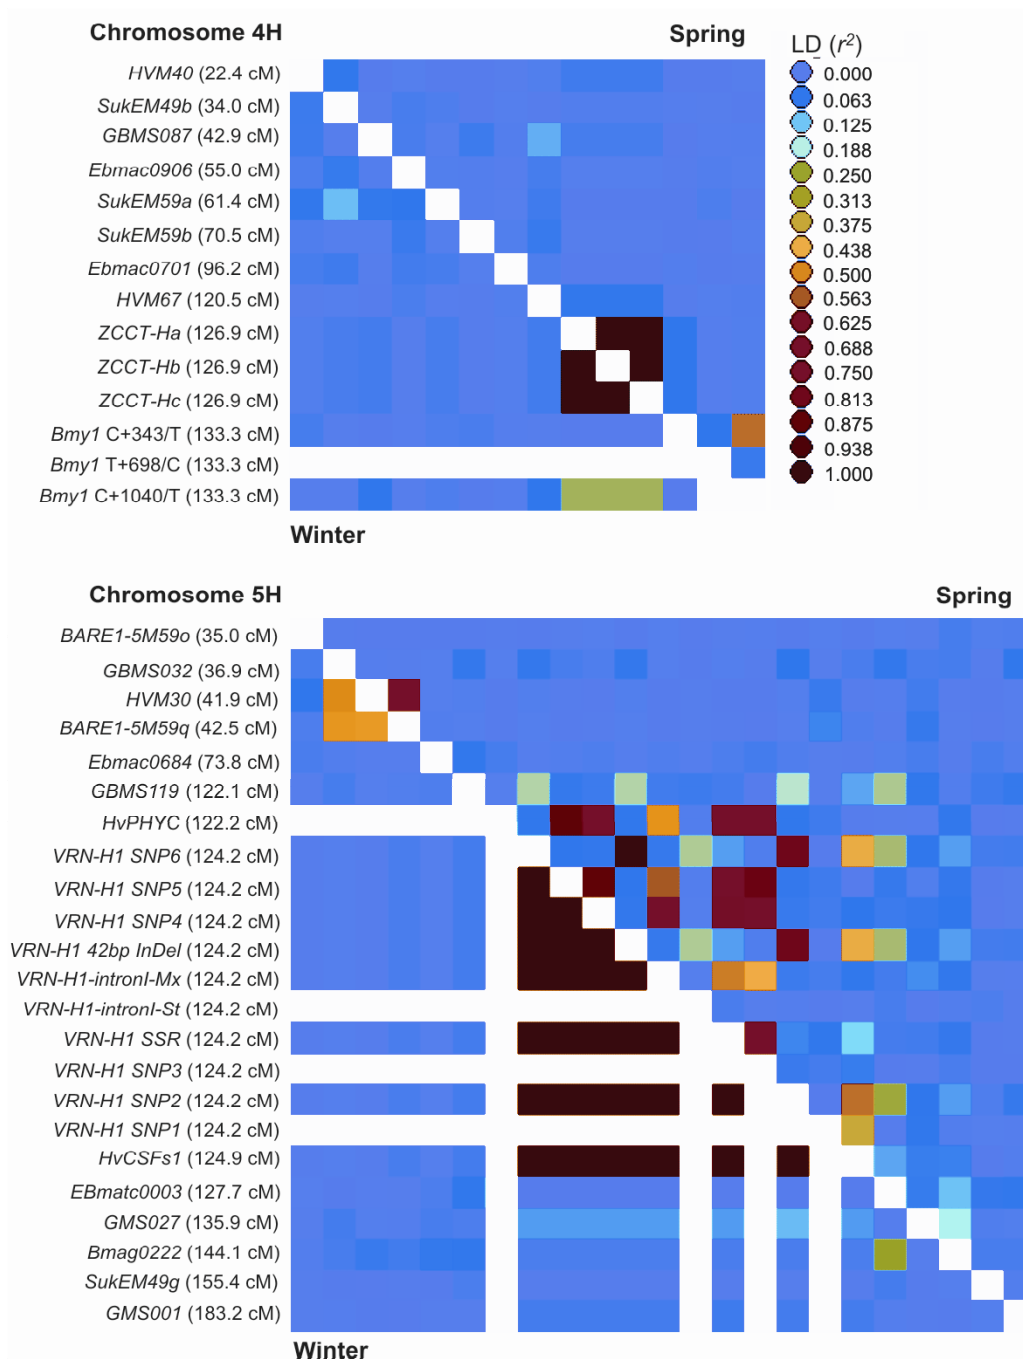 Chromosome 4H
Spring
LD (r²)
HVM40 (22.4 cM)
SukEM49b (34.0 cM)
GBMS087 (42.9 cM)
Ebmac0906 (55.0 cM)
SukEM59a (61.4 cM)
SukEM59b (70.5 cM)
Ebmac0701 (96.2 cM)
HVM67 (120.5 cM)
ZCCT-Ha (126.9 cM)
ZCCT-Hb (126.9 cM)
ZCCT-Hc (126.9 cM)
Bmy1 C+343/T (133.3 cM)
Bmy1 T+698/C (133.3 cM)
Bmy1 C+1040/T (133.3 cM)
0.000
0.063
0.125
0.188
0.250
0.313
0.375
0.438
0.500
0.563
0.625
0.688
0.750
0.813
0.875
0.938
1.000
Winter
Chromosome 5H
Spring
BARE1-5M59o (35.0 cM)
GBMS032 (36.9 cM)
HVM30 (41.9 cM)
BARE1-5M59q (42.5 cM)
Ebmac0684 (73.8 cM)
GBMS119 (122.1 cM)
HvPHYC (122.2 cM)
VRN-H1 SNP6 (124.2 cM)
VRN-H1 SNP5 (124.2 cM)
VRN-H1 SNP4 (124.2 cM)
VRN-H1 42bp InDel (124.2 cM)
VRN-H1-intronI-Mx (124.2 cM)
VRN-H1-intronI-St (124.2 cM)
VRN-H1 SSR (124.2 cM)
VRN-H1 SNP3 (124.2 cM)
VRN-H1 SNP2 (124.2 cM)
VRN-H1 SNP1 (124.2 cM)
HvCSFs1 (124.9 cM)
EBmatc0003 (127.7 cM)
GMS027 (135.9 cM)
Bmag0222 (144.1 cM)
SukEM49g (155.4 cM)
GMS001 (183.2 cM)
Winter